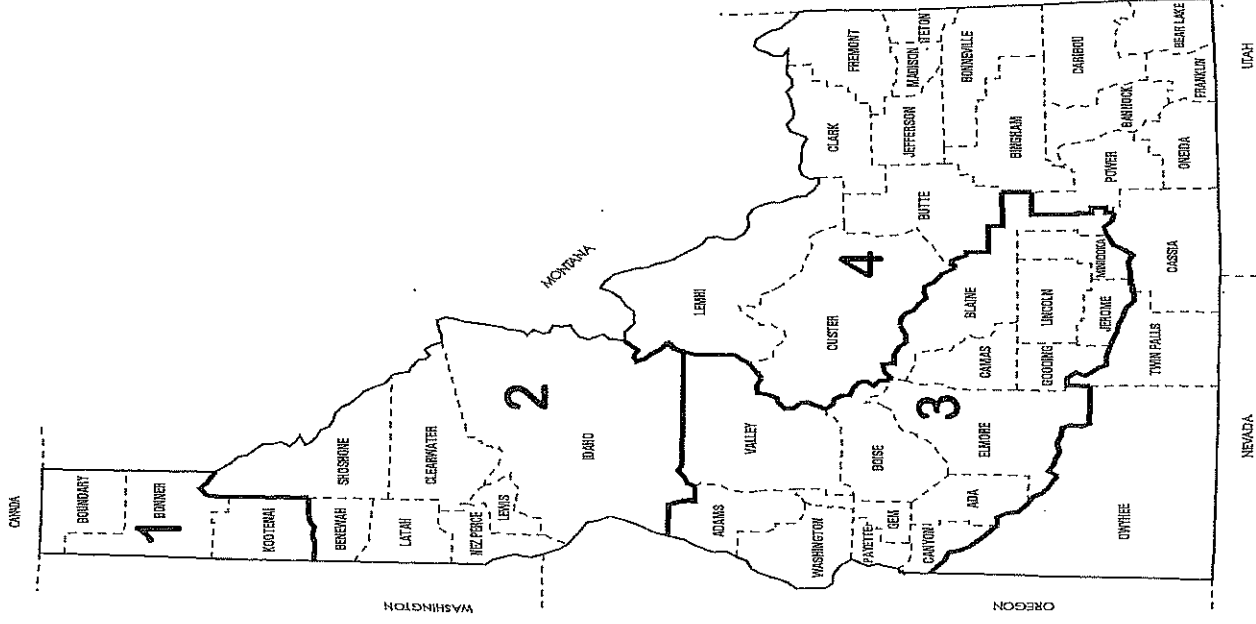 CANADA
BOUNDARY
BONNER
1
KOOTENAI
SHOSHONE
BENEWAH
LATAH
CLEARWATER
NEZ PERCE
LEWIS
WASHINGTON
2
IDAHO
MONTANA
LEMHI
ADAMS
VALLEY
WASHINGTON
CUSTER
4
CLARK
FREMONT
JEFFERSON
MADISON
TETON
BUTTE
BONNEVILLE
BINGHAM
PAYETTE
GEM
BOISE
CANYON
ADA
ELMORE
3
CAMAS
BLAINE
GOODING
LINCOLN
JEROME
MINIDOKA
POWER
BANNOCK
CARIBOU
OREGON
OWYHEE
TWIN FALLS
CASSIA
ONEIDA
FRANKLIN
BEAR LAKE
NEVADA
UTAH